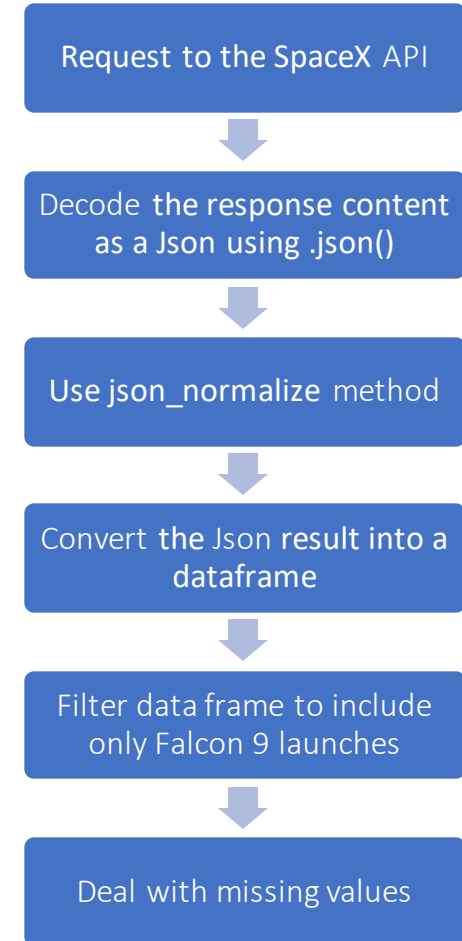 Request to the SpaceX API
Decode the response content
as a Json using .json()
Use json_normalize method
Convert the Json result into a
dataframe
Filter data frame to include
only Falcon 9 launches
Deal with missing values